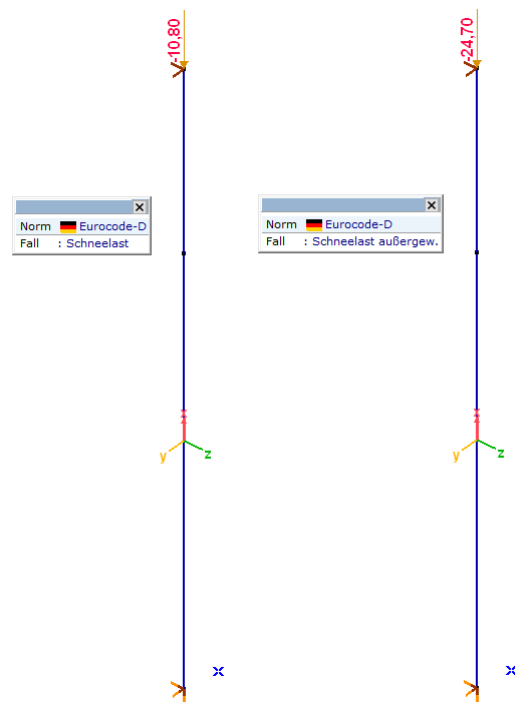 -10,80
-24,70
Norm Eurocode-D
Fall : Schneelast
Norm Eurocode-D
Fall : Schneelast außergew.
x
y z
x
y z